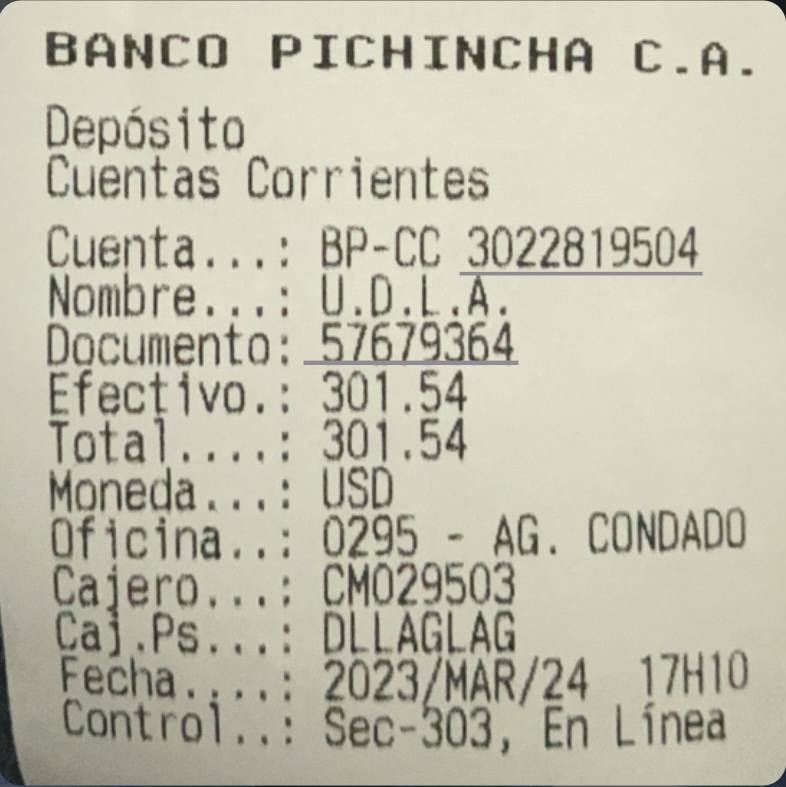 BANCO PICHINCHA C.A.
Depósito
Cuentas Corrientes
Cuenta...: BP-CC 3022819504
Nombre...: U.D.L.A.
Documento: 57679364
Efectivo.: 301.54
Total....: 301.54
Moneda...: USD
Oficina..: 0295 - AG. CONDADO
Cajero...: CM029503
Caj.Ps...: DLLAGLAG
Fecha....: 2023/MAR/24 17H10
Control..: Sec-303, En Línea